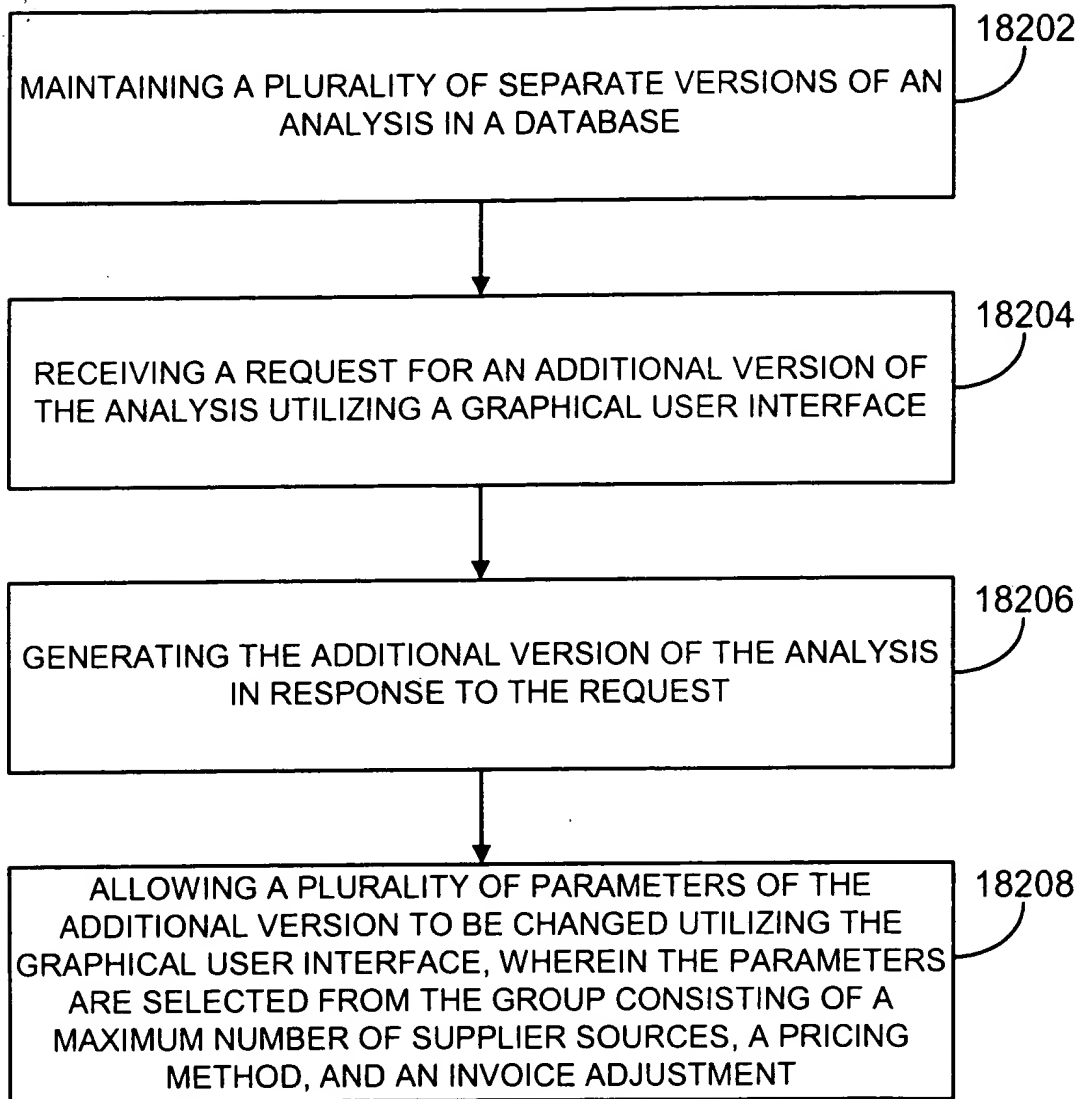 18202
MAINTAINING A PLURALITY OF SEPARATE VERSIONS OF AN
ANALYSIS IN A DATABASE
18204
RECEIVING A REQUEST FOR AN ADDITIONAL VERSION OF
THE ANALYSIS UTILIZING A GRAPHICAL USER INTERFACE
18206
GENERATING THE ADDITIONAL VERSION OF THE ANALYSIS
IN RESPONSE TO THE REQUEST
18208
ALLOWING A PLURALITY OF PARAMETERS OF THE
ADDITIONAL VERSION TO BE CHANGED UTILIZING THE
GRAPHICAL USER INTERFACE, WHEREIN THE PARAMETERS
ARE SELECTED FROM THE GROUP CONSISTING OF A
MAXIMUM NUMBER OF SUPPLIER SOURCES, A PRICING
METHOD, AND AN INVOICE ADJUSTMENT